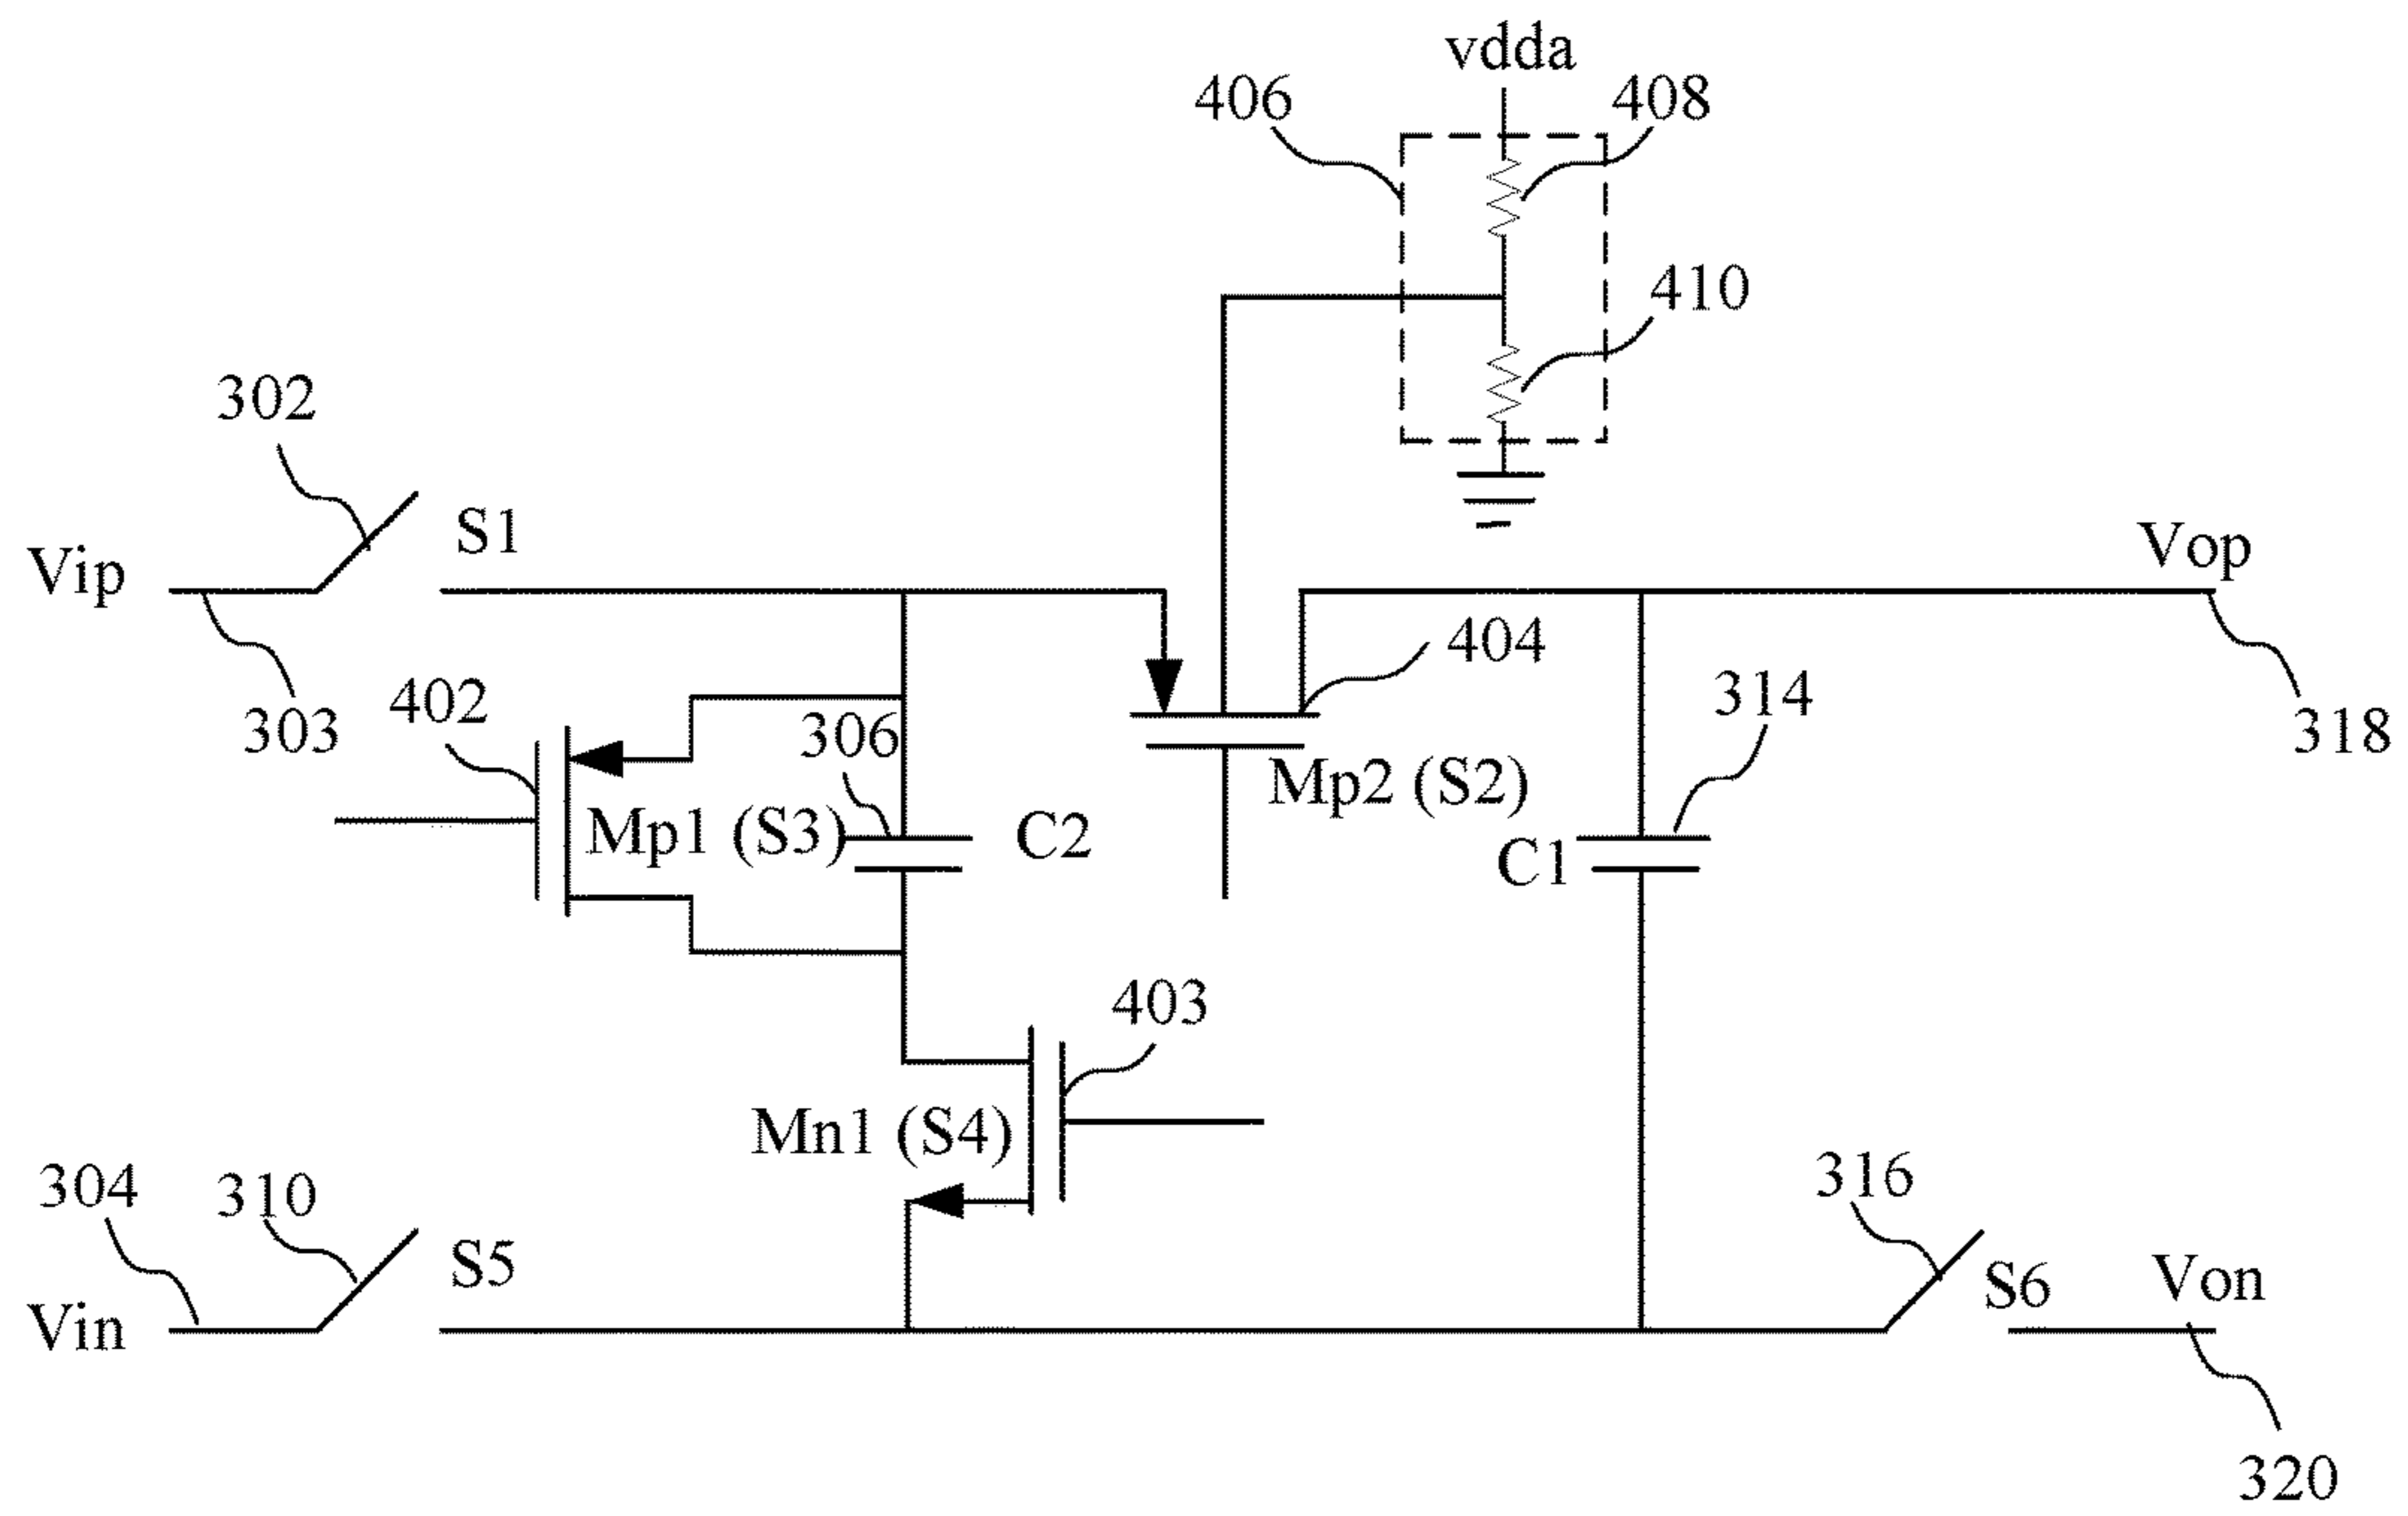 vdda
406
408
410
302
S1
Vip
Vop
303
402
306
404
314
318
Mp1 (S3)
C2
Mp2 (S2)
C1
403
Mn1 (S4)
304
310
S5
316
S6
Von
Vin
320